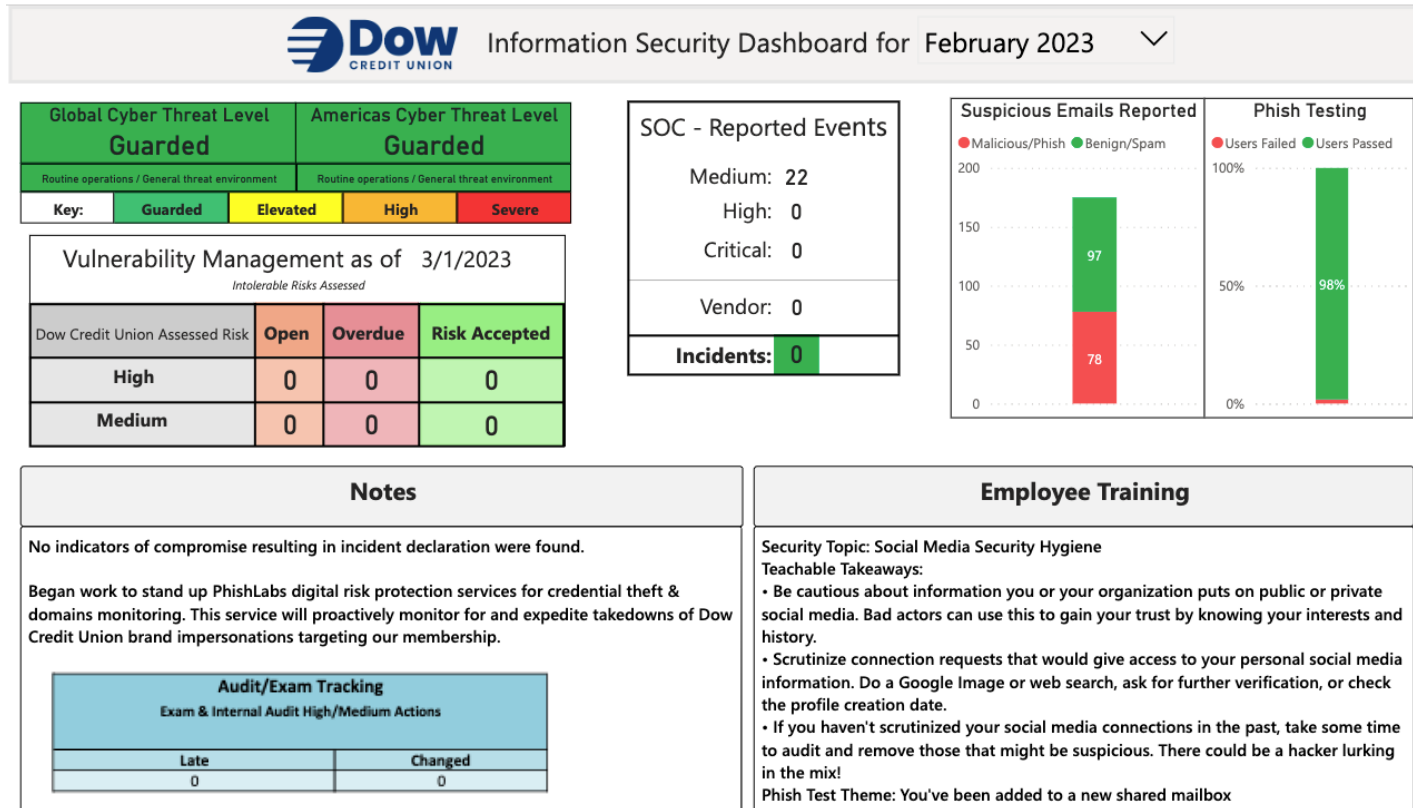 Dow
CREDIT UNION
Information Security Dashboard for February 2023
Global Cyber Threat Level
Guarded
Routine operations / General threat environment
Americas Cyber Threat Level
Guarded
Routine operations / General threat environment
Key: Guarded Elevated High Severe
Vulnerability Management as of 3/1/2023
Intolerable Risks Assessed
Dow Credit Union Assessed Risk Open Overdue Risk Accepted
High 0 0 0
Medium 0 0 0
SOC - Reported Events
Medium: 22
High: 0
Critical: 0
Vendor: 0
Incidents: 0
Suspicious Emails Reported
Malicious/Phish Benign/Spam
200
150
100
50
0
97
78
Phish Testing
Users Failed Users Passed
100%
50%
0%
98%
Notes
No indicators of compromise resulting in incident declaration were found.
Began work to stand up PhishLabs digital risk protection services for credential theft &
domains monitoring. This service will proactively monitor for and expedite takedowns of Dow
Credit Union brand impersonations targeting our membership.
Audit/Exam Tracking
Exam & Internal Audit High/Medium Actions
Late Changed
0 0
Employee Training
Security Topic: Social Media Security Hygiene
Teachable Takeaways:
• Be cautious about information you or your organization puts on public or private
social media. Bad actors can use this to gain your trust by knowing your interests and
history.
• Scrutinize connection requests that would give access to your personal social media
information. Do a Google Image or web search, ask for further verification, or check
the profile creation date.
• If you haven't scrutinized your social media connections in the past, take some time
to audit and remove those that might be suspicious. There could be a hacker lurking
in the mix!
Phish Test Theme: You've been added to a new shared mailbox